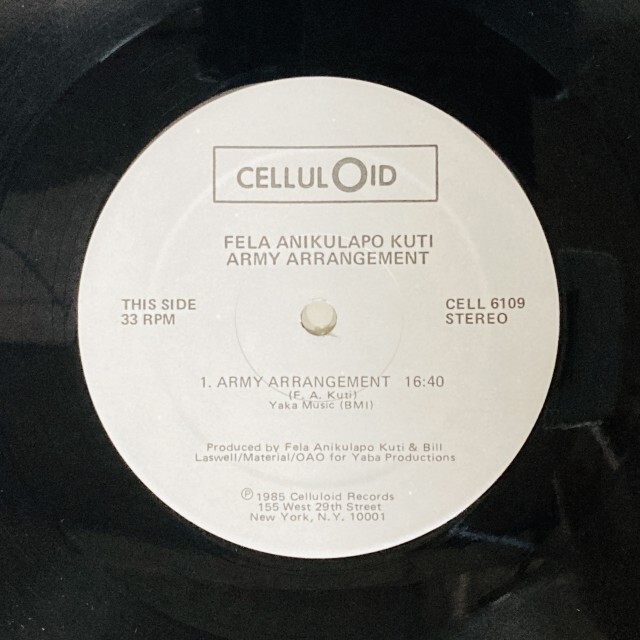 CELLULOID
FELA ANIKULAPO KUTI
ARMY ARRANGEMENT
THIS SIDE
33 RPM
CELL 6109
STEREO
1. ARMY ARRANGEMENT 16:40
(F. A. Kuti)
Yaka Music (BMI)
Produced by Fela Anikulapo Kuti & Bill
Laswell/Material/OAO for Yaba Productions
℗ 1985 Celluloid Records
155 West 29th Street
New York, N.Y. 10001